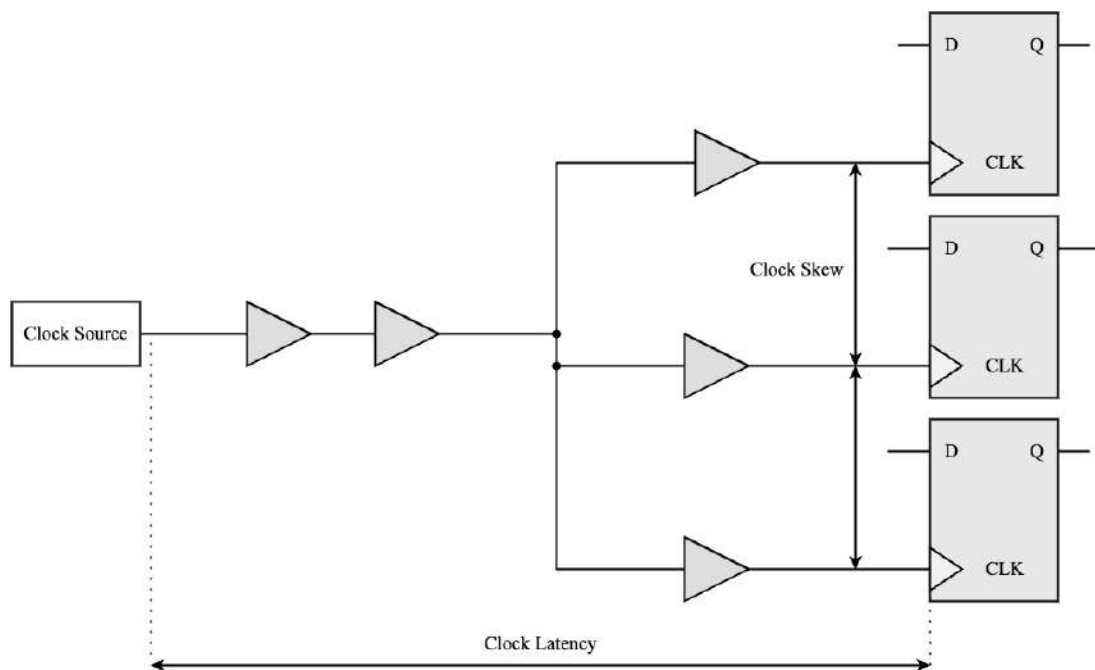 D Q
CLK
D Q
Clock Skew
Clock Source
CLK
D Q
CLK
Clock Latency